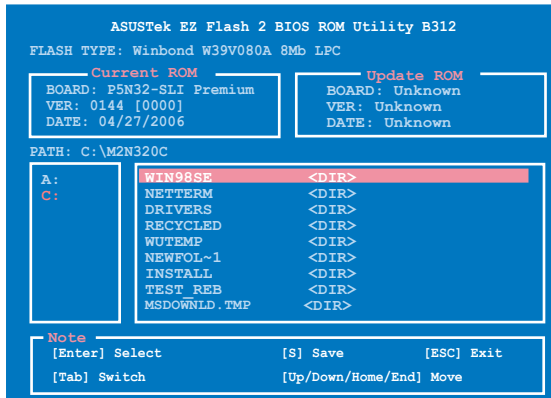 ASUSTek EZ Flash 2 BIOS ROM Utility B312
FLASH TYPE: Winbond W39V080A 8Mb LPC
Current ROM
BOARD: P5N32-SLI Premium
VER: 0144 [0000]
DATE: 04/27/2006
Update ROM
BOARD: Unknown
VER: Unknown
DATE: Unknown
PATH: C:\M2N320C
A:
C:
WIN98SE <DIR>
NETTERM <DIR>
DRIVERS <DIR>
RECYCLED <DIR>
WUTEMP <DIR>
NEWFOL~1 <DIR>
INSTALL <DIR>
TEST_REB <DIR>
MSDOWNLD.TMP <DIR>
Note
[Enter] Select [S] Save [ESC] Exit
[Tab] Switch [Up/Down/Home/End] Move